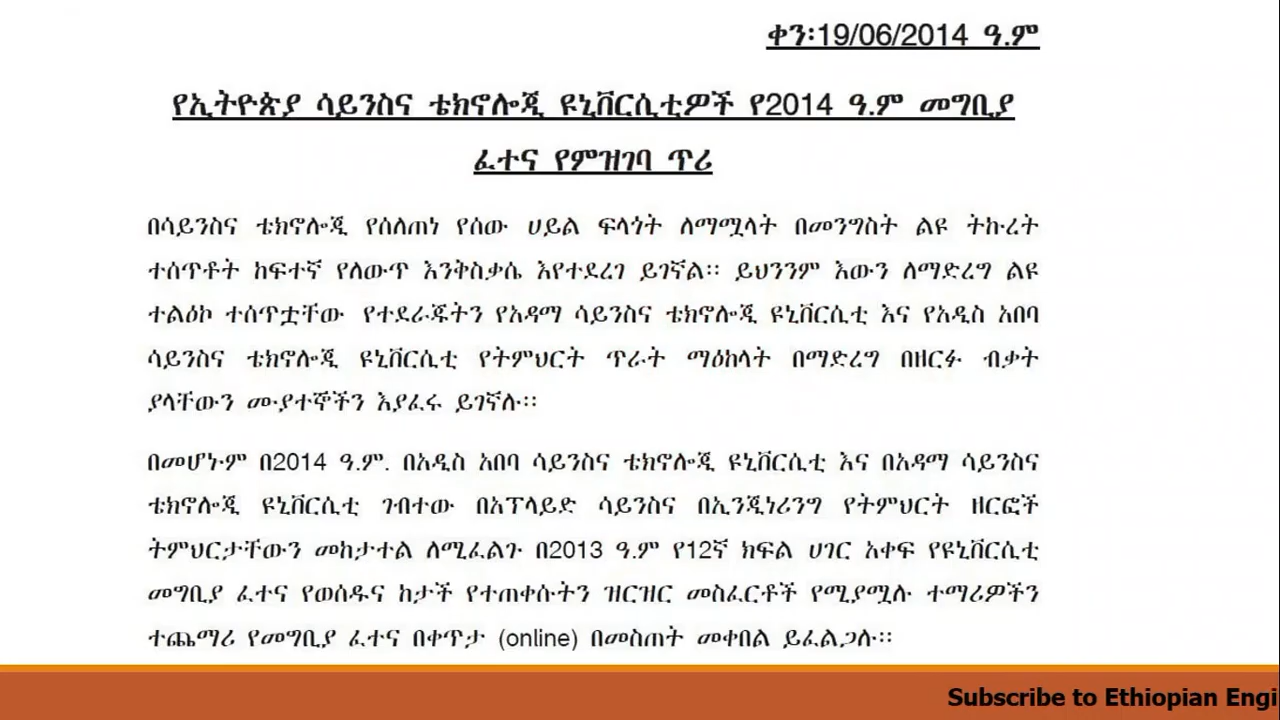 ቀን፡19/06/2014 ዓ.ም
የኢትዮጵያ ሳይንስና ቴክኖሎጂ ዩኒቨርሲቲዎች የ2014 ዓ.ም መግቢያ
ፈተና የምዝገባ ጥሪ
በሳይንስና ቴክኖሎጂ የሰለጠነ የሰው ሀይል ፍላጎት ለማሟላት በመንግስት ልዩ ትኩረት
ተሰጥቶት ከፍተኛ የለውጥ እንቅስቃሴ እየተደረገ ይገኛል፡፡ ይህንንም እውን ለማድረግ ልዩ
ተልዕኮ ተሰጥቷቸው የተደራጁትን የአዳማ ሳይንስና ቴክኖሎጂ ዩኒቨርሲቲ እና የአዲስ አበባ
ሳይንስና ቴክኖሎጂ ዩኒቨርሲቲ የትምህርት ጥራት ማዕከላት በማድረግ በዘርፉ ብቃት
ያላቸውን ሙያተኞችን እያፈሩ ይገኛሉ፡፡
በመሆኑም በ2014 ዓ.ም. በአዲስ አበባ ሳይንስና ቴክኖሎጂ ዩኒቨርሲቲ እና በአዳማ ሳይንስና
ቴክኖሎጂ ዩኒቨርሲቲ ገብተው በአፕላይድ ሳይንስና በኢንጂነሪንግ የትምህርት ዘርፎች
ትምህርታቸውን መከታተል ለሚፈልጉ በ2013 ዓ.ም የ12ኛ ክፍል ሀገር አቀፍ የዩኒቨርሲቲ
መግቢያ ፈተና የወሰዱና ከታች የተጠቀሱትን ዝርዝር መስፈርቶች የሚያሟሉ ተማሪዎችን
ተጨማሪ የመግቢያ ፈተና በቀጥታ (online) በመስጠት መቀበል ይፈልጋሉ፡፡
Subscribe to Ethiopian Engi